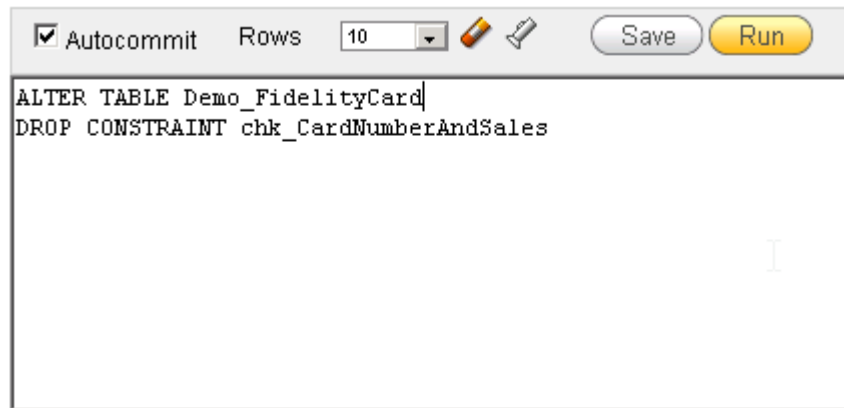 Autocommit Rows 10 Save Run
ALTER TABLE Demo_FidelityCard
DROP CONSTRAINT chk_CardNumberAndSales